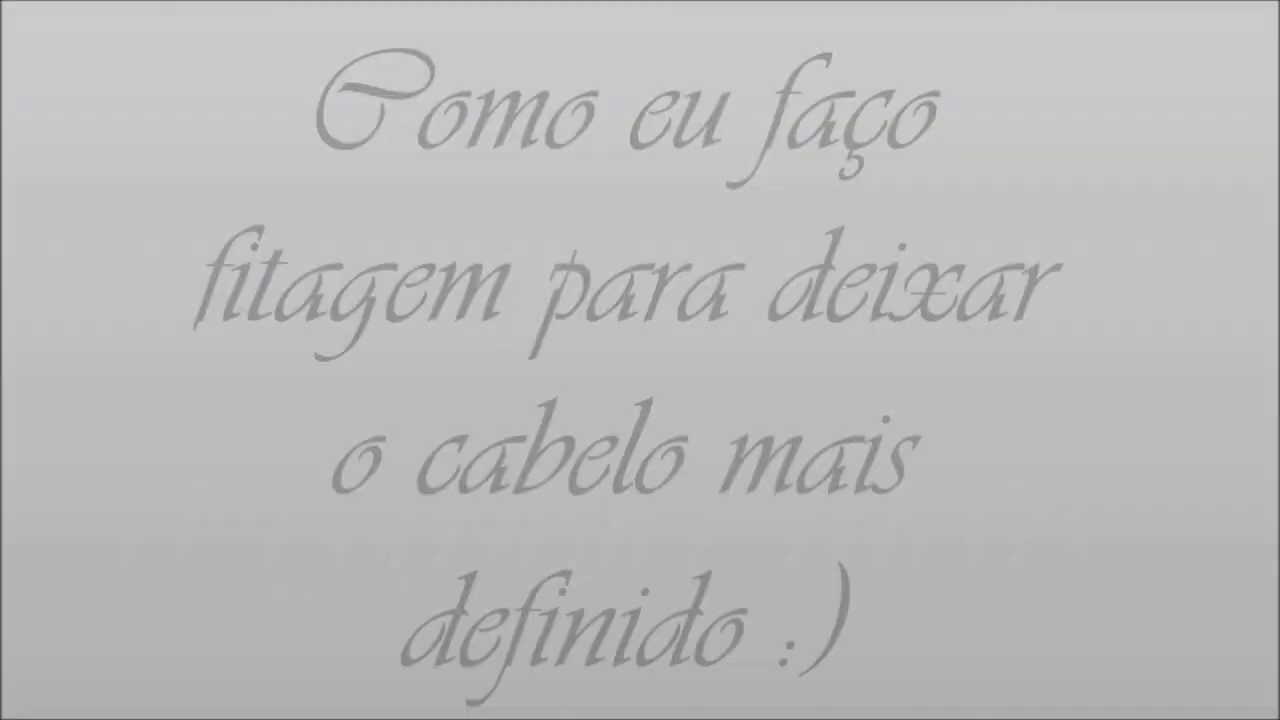 Como eu faço
fitagem para deixar
o cabelo mais
definido :)